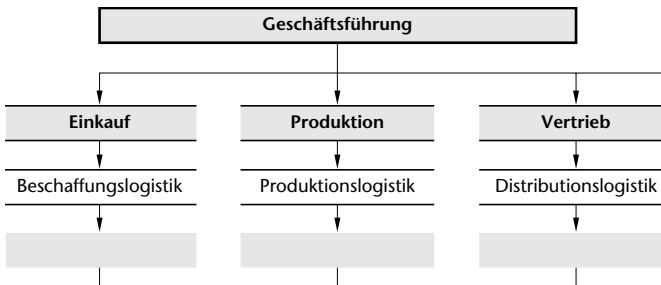 Geschäftsführung
Einkauf
Produktion
Vertrieb
Beschaffungslogistik
Produktionslogistik
Distributionslogistik